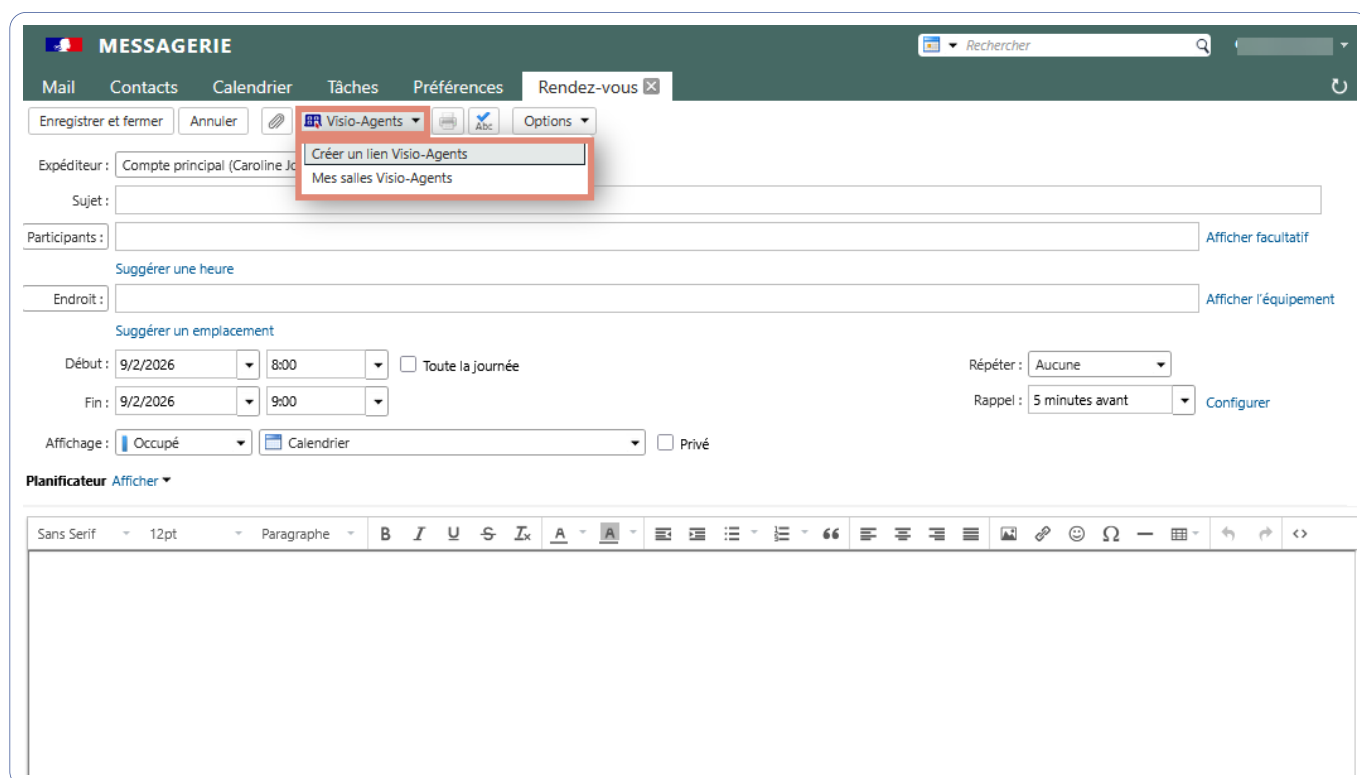 MESSAGERIE
Rechercher
Mail Contacts Calendrier Tâches Préférences Rendez-vous
Enregistrer et fermer Annuler Visio-Agents Abc Options
Créer un lien Visio-Agents
Mes salles Visio-Agents
Expéditeur : Compte principal (Caroline Jo
Sujet :
Participants : Afficher facultatif
Suggérer une heure
Endroit : Afficher l'équipement
Suggérer un emplacement
Début : 9/2/2026 8:00 Toute la journée Répéter : Aucune
Fin : 9/2/2026 9:00 Rappel : 5 minutes avant Configurer
Affichage : Occupé Calendrier Privé
Planificateur Afficher
Sans Serif 12pt Paragraphe B I U S Ix A A Ω